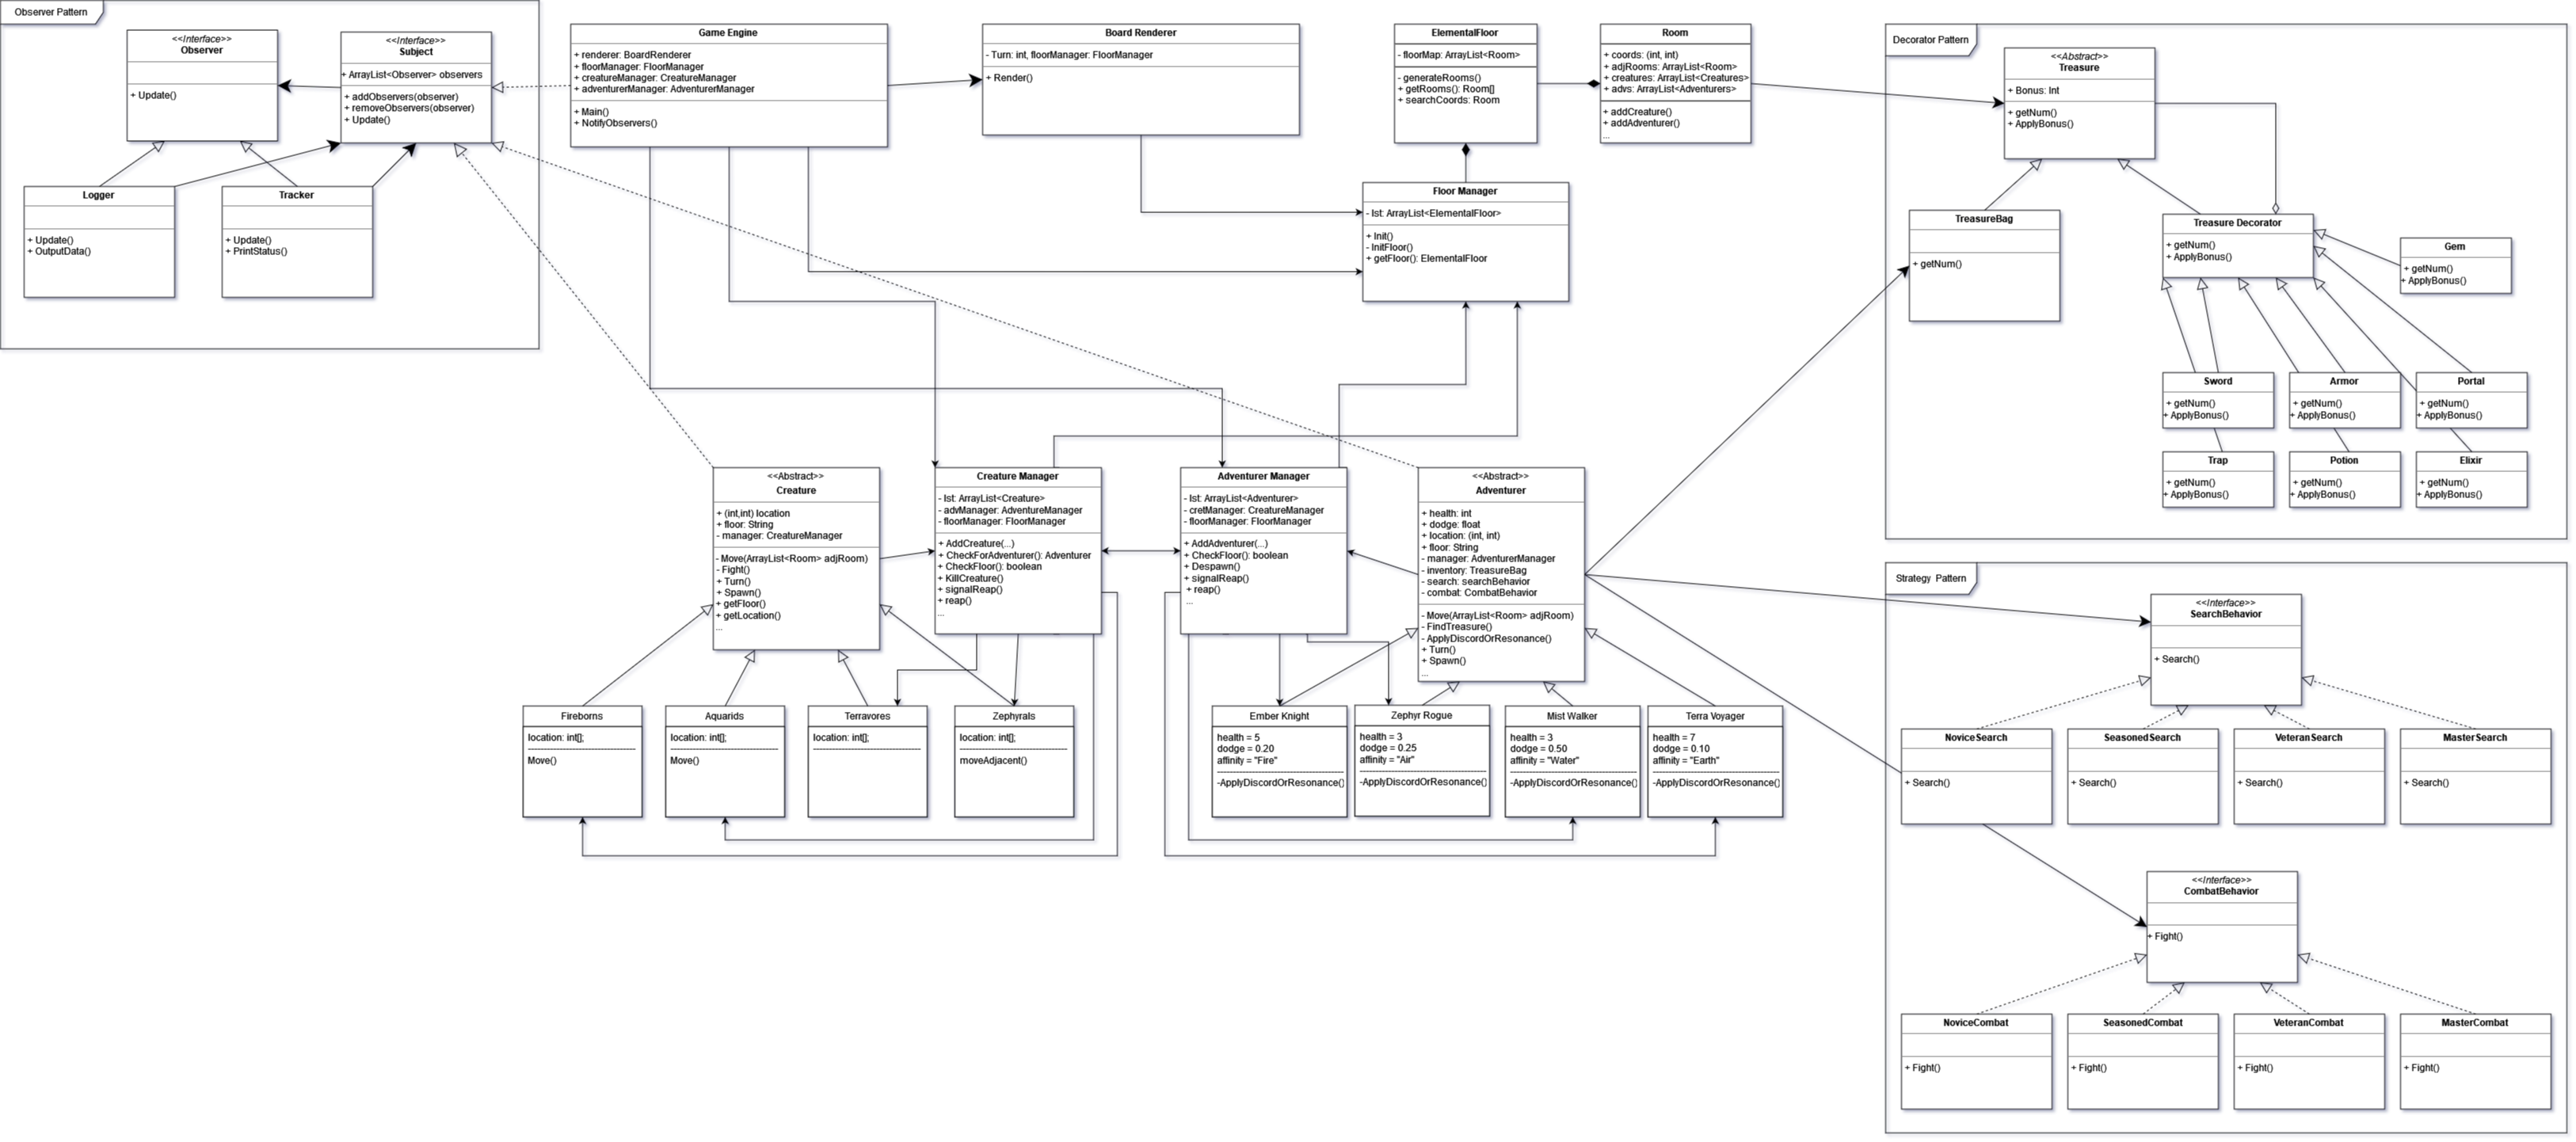 Observer Pattern
<<Interface>>
Observer
+ Update()
<<Interface>>
Subject
+ ArrayList<Observer> observers
+ addObservers(observer)
+ removeObservers(observer)
+ Update()
Logger
+ Update()
+ OutputData()
Tracker
+ Update()
+ PrintStatus()
Game Engine
+ renderer: BoardRenderer
+ floorManager: FloorManager
+ creatureManager: CreatureManager
+ adventurerManager: AdventurerManager
+ Main()
+ NotifyObservers()
Board Renderer
- Turn: int, floorManager: FloorManager
+ Render()
ElementalFloor
- floorMap: ArrayList<Room>
- generateRooms()
+ getRooms(): Room[]
+ searchCoords: Room
Room
+ coords: (int, int)
+ adjRooms: ArrayList<Room>
+ creatures: ArrayList<Creatures>
+ advs: ArrayList<Adventurers>
+ addCreature()
+ addAdventurer()
...
Floor Manager
- lst: ArrayList<ElementalFloor>
+ Init()
- InitFloor()
+ getFloor(): ElementalFloor
Decorator Pattern
<<Abstract>>
Treasure
+ Bonus: Int
+ getNum()
+ ApplyBonus()
TreasureBag
+ getNum()
Treasure Decorator
+ getNum()
+ ApplyBonus()
Gem
+ getNum()
+ ApplyBonus()
Sword
+ getNum()
+ ApplyBonus()
Armor
+ getNum()
+ ApplyBonus()
Portal
+ getNum()
+ ApplyBonus()
Trap
+ getNum()
+ ApplyBonus()
Potion
+ getNum()
+ ApplyBonus()
Elixir
+ getNum()
+ ApplyBonus()
<<Abstract>>
Creature
+ (int,int) location
+ floor: String
- manager: CreatureManager
- Move(ArrayList<Room> adjRoom)
- Fight()
+ Turn()
+ Spawn()
+ getFloor()
+ getLocation()
...
Creature Manager
- lst: ArrayList<Creature>
- advManager: AdventureManager
- floorManager: FloorManager
+ AddCreature(...)
+ CheckForAdventurer(): Adventurer
+ CheckFloor(): boolean
+ KillCreature()
+ signalReap()
+ reap()
...
Adventurer Manager
- lst: ArrayList<Adventurer>
- cretManager: CreatureManager
- floorManager: FloorManager
+ AddAdventurer(...)
+ CheckFloor(): boolean
+ Despawn()
+ signalReap()
+ reap()
...
<<Abstract>>
Adventurer
+ health: int
+ dodge: float
+ location: (int, int)
+ floor: String
- manager: AdventurerManager
- inventory: TreasureBag
- search: searchBehavior
- combat: CombatBehavior
- Move(ArrayList<Room> adjRoom)
- FindTreasure()
- ApplyDiscordOrResonance()
+ Turn()
+ Spawn()
...
Fireborns
location: int[];
Move()
Aquarids
location: int[];
Move()
Terravores
location: int[];
Zephyrals
location: int[];
moveAdjacent()
Ember Knight
health = 5
dodge = 0.20
affinity = "Fire"
-ApplyDiscordOrResonance()
Zephyr Rogue
health = 3
dodge = 0.25
affinity = "Air"
-ApplyDiscordOrResonance()
Mist Walker
health = 3
dodge = 0.50
affinity = "Water"
-ApplyDiscordOrResonance()
Terra Voyager
health = 7
dodge = 0.10
affinity = "Earth"
-ApplyDiscordOrResonance()
Strategy Pattern
<<Interface>>
SearchBehavior
+ Search()
NoviceSearch
+ Search()
SeasonedSearch
+ Search()
VeteranSearch
+ Search()
MasterSearch
+ Search()
<<Interface>>
CombatBehavior
+ Fight()
NoviceCombat
+ Fight()
SeasonedCombat
+ Fight()
VeteranCombat
+ Fight()
MasterCombat
+ Fight()